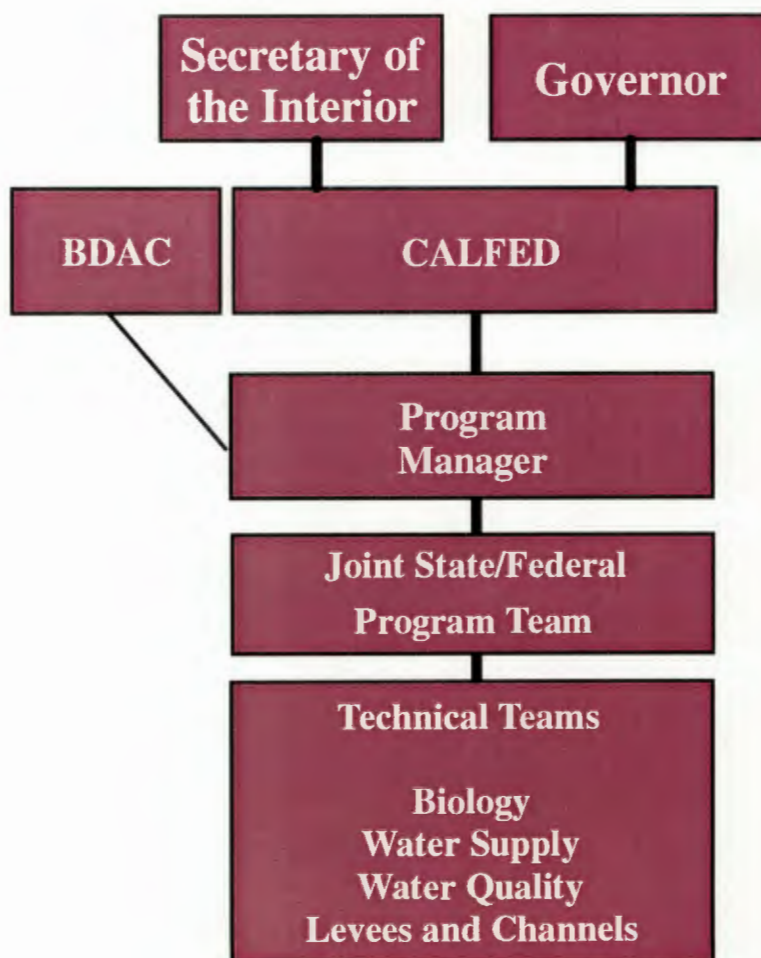 Secretary of
the Interior
Governor
BDAC
CALFED
Program
Manager
Joint State/Federal
Program Team
Technical Teams
Biology
Water Supply
Water Quality
Levees and Channels